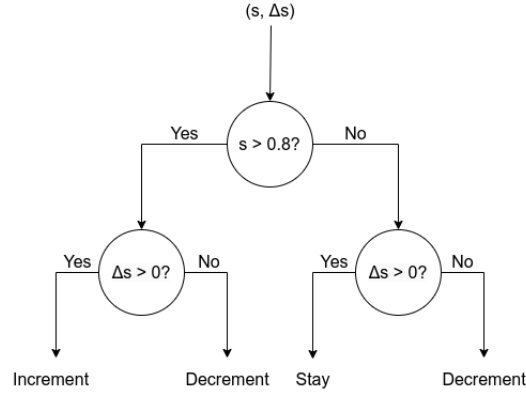 (s, Δs)
s > 0.8?
Yes
No
Δs > 0?
Yes
No
Δs > 0?
Yes
No
Increment
Decrement
Stay
Decrement